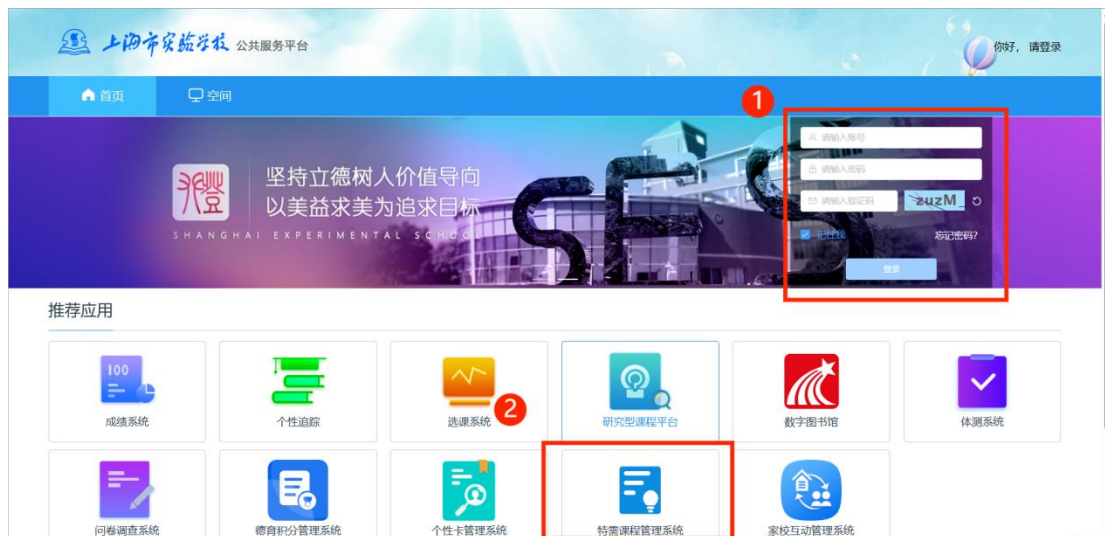 上海市实验学校 公共服务平台
你好，请登录
首页
空间
1
请输入账号
坚持立德树人价值导向
以美益求美为追求目标
SHANGHAI EXPERIMENTAL SCHOOL
SES
请输入密码
请输入验证码
zuzM_
记住我
忘记密码?
登录
推荐应用
100
2
成绩系统
个性追踪
选课系统
研究型课程平台
数字图书馆
体测系统
问卷调查系统
德育积分管理系统
个性卡管理系统
特需课程管理系统
家校互动管理系统